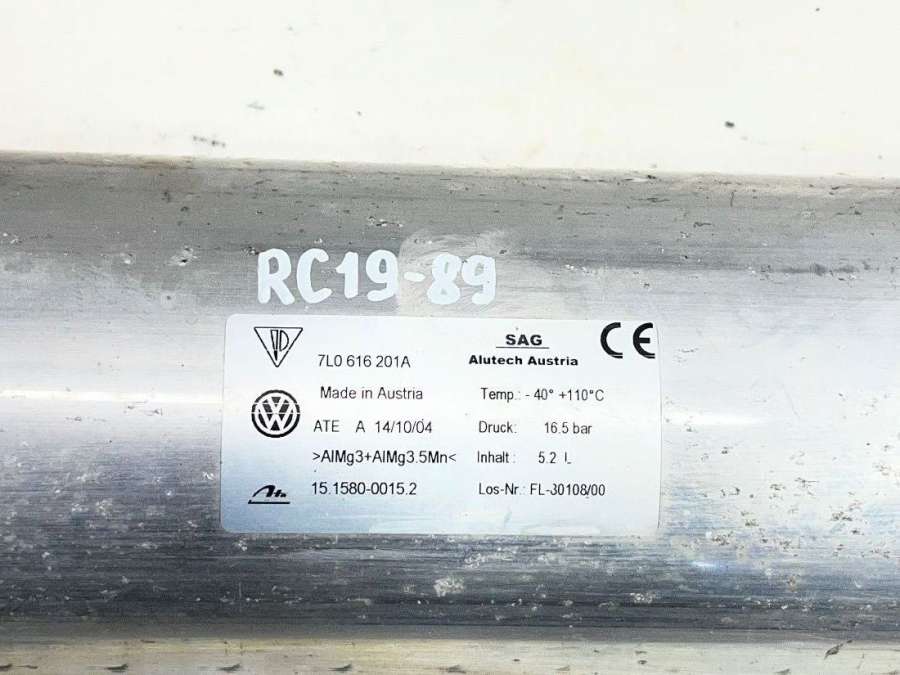 RC19-89
7L0 616 201A
Made in Austria
ATE A 14/10/04
>AlMg3+AlMg3.5Mn<
Ate 15.1580-0015.2
SAG
Alutech Austria
CE
Temp.: - 40° +110°C
Druck: 16.5 bar
Inhalt : 5.2 L
Los-Nr.: FL-30108/00
VW